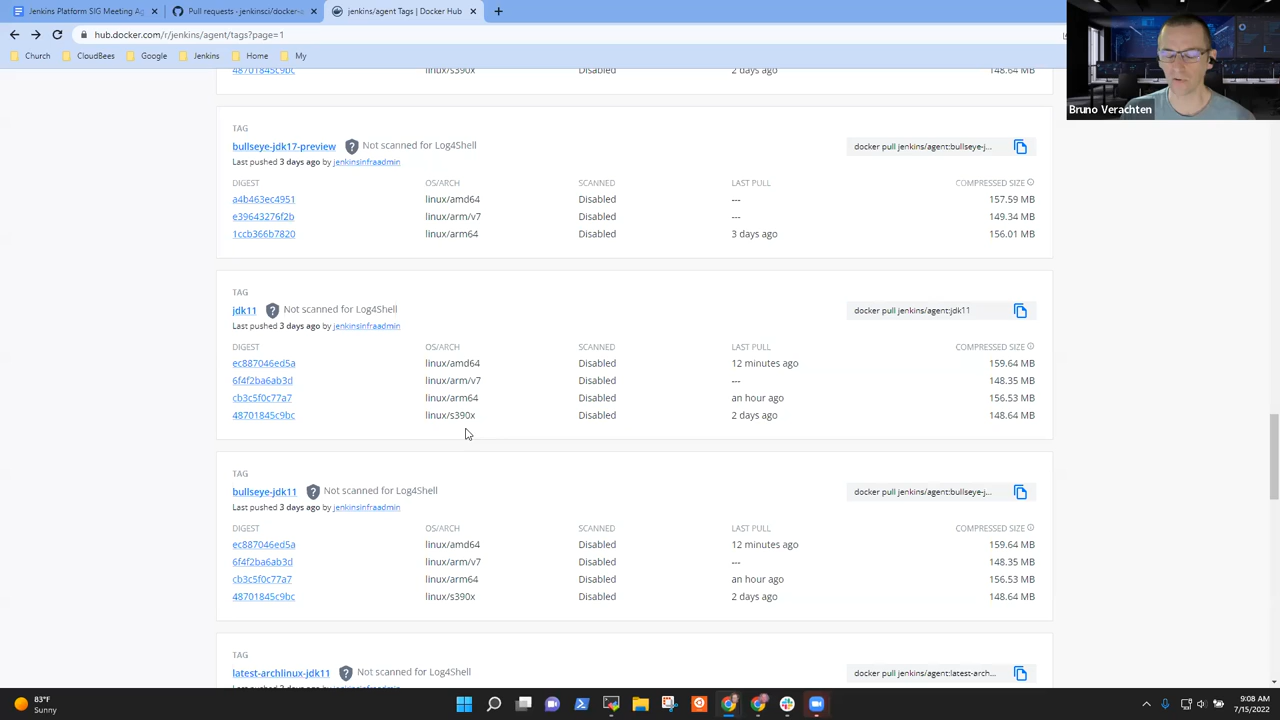 Jenkins Platform SIG Meeting Ag
Pull requests - jenkinsci/jdk-
jenkins/agent Tags | Docker Hub
hub.docker.com/r/jenkins/agent/tags?page=1
Church CloudBees Google Jenkins Home My
48701845c9bc linux/s390x Disabled 2 days ago 148.64 MB
Bruno Verachten
TAG
bullseye-jdk17-preview Not scanned for Log4Shell docker pull jenkins/agent:bullseye-j...
Last pushed 3 days ago by jenkinsinfraadmin
DIGEST OS/ARCH SCANNED LAST PULL COMPRESSED SIZE
a4b463ec4951 linux/amd64 Disabled --- 157.59 MB
e39643276f2b linux/arm/v7 Disabled --- 149.34 MB
1ccb366b7820 linux/arm64 Disabled 3 days ago 156.01 MB
TAG
jdk11 Not scanned for Log4Shell docker pull jenkins/agent:jdk11
Last pushed 3 days ago by jenkinsinfraadmin
DIGEST OS/ARCH SCANNED LAST PULL COMPRESSED SIZE
ec887046ed5a linux/amd64 Disabled 12 minutes ago 159.64 MB
6f4f2ba6ab3d linux/arm/v7 Disabled --- 148.35 MB
cb3c5f0c77a7 linux/arm64 Disabled an hour ago 156.53 MB
48701845c9bc linux/s390x Disabled 2 days ago 148.64 MB
TAG
bullseye-jdk11 Not scanned for Log4Shell docker pull jenkins/agent:bullseye-j...
Last pushed 3 days ago by jenkinsinfraadmin
DIGEST OS/ARCH SCANNED LAST PULL COMPRESSED SIZE
ec887046ed5a linux/amd64 Disabled 12 minutes ago 159.64 MB
6f4f2ba6ab3d linux/arm/v7 Disabled --- 148.35 MB
cb3c5f0c77a7 linux/arm64 Disabled an hour ago 156.53 MB
48701845c9bc linux/s390x Disabled 2 days ago 148.64 MB
TAG
latest-archlinux-jdk11 Not scanned for Log4Shell docker pull jenkins/agent:latest-arch...
83°F
Sunny
9:08 AM
7/15/2022